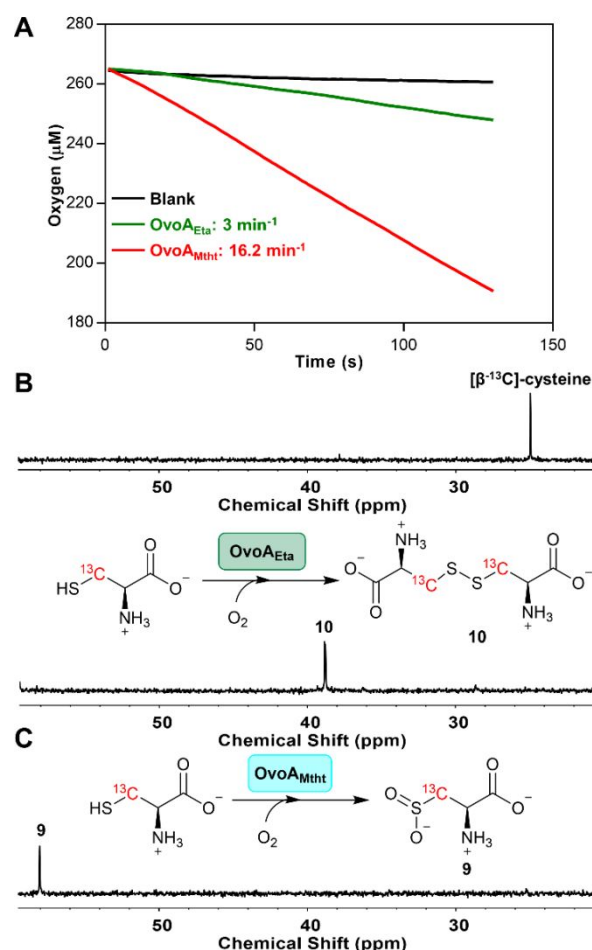 A
280
260
240
220
200
180
Oxygen (μM)
Blank
OvoA_Eta: 3 min⁻¹
OvoA_Mtht: 16.2 min⁻¹
0
50
100
150
Time (s)
B
[β-¹³C]-cysteine
50
40
30
Chemical Shift (ppm)
HS
¹³C
O
O⁻
NH₃
+
OvoA_Eta
O₂
+
NH₃
⁻O
O
¹³C
S
S
¹³C
O
O⁻
NH₃
+
10
10
50
40
30
Chemical Shift (ppm)
C
HS
¹³C
O
O⁻
NH₃
+
OvoA_Mtht
O₂
O
S
O⁻
¹³C
O
O⁻
NH₃
+
9
9
50
40
30
Chemical Shift (ppm)